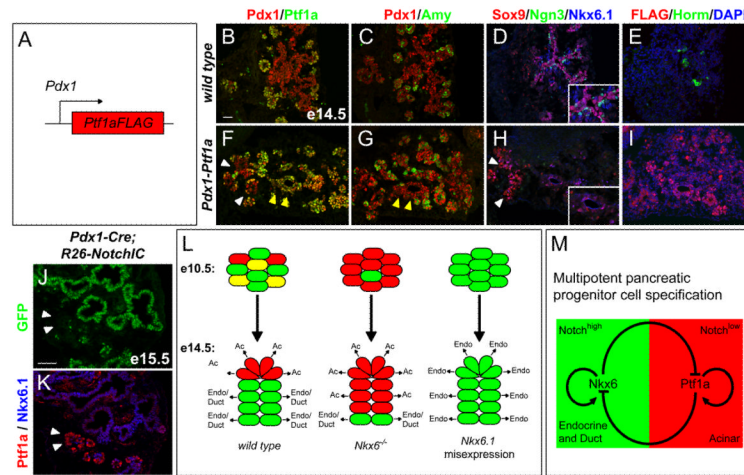 Pdx1/Ptf1a
Pdx1/Amy
Sox9/Ngn3/Nkx6.1
FLAG/Horm/DAPI
A
Pdx1
Ptf1aFLAG
wild type
B
e14.5
C
D
E
Pdx1-Ptf1a
F
G
H
I
Pdx1-Cre;
R26-NotchIC
GFP
J
e15.5
Ptf1a / Nkx6.1
K
L
e10.5:
e14.5:
Ac Ac
Ac Ac
Endo/ Duct Endo/ Duct
Endo/ Duct Endo/ Duct
wild type
Ac Ac
Ac Ac
Ac Ac
Ac Ac
Endo/ Duct Endo/ Duct
Nkx6-/-
Endo Endo
Endo Endo
Endo Endo
Endo Endo
Nkx6.1
misexpression
M
Multipotent pancreatic
progenitor cell specification
Notchhigh
Notchlow
Nkx6
Ptf1a
Endocrine
and Duct
Acinar